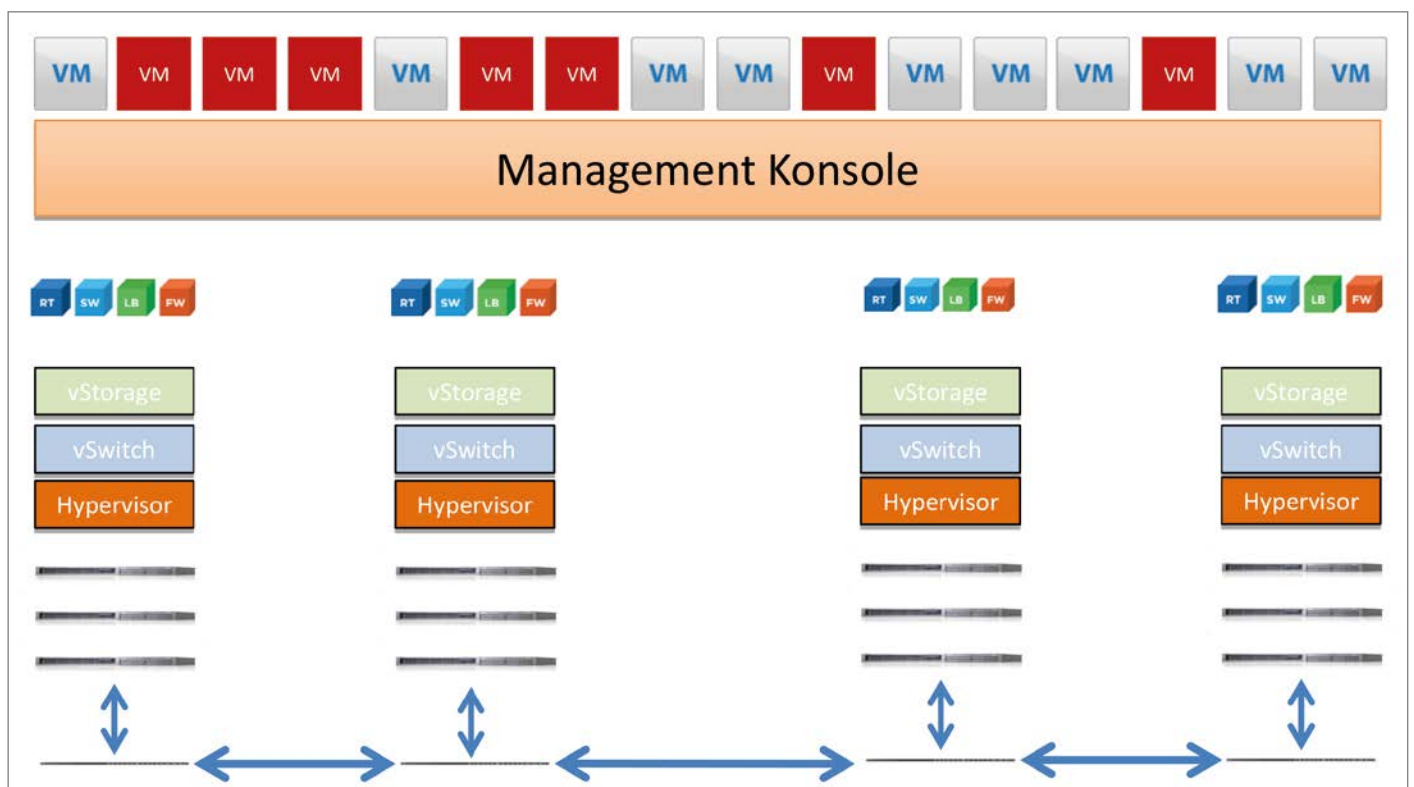 VM VM VM VM VM VM VM VM VM VM VM VM VM VM VM VM
Management Konsole
RT SW LB FW RT SW LB FW RT SW LB FW RT SW LB FW
vStorage vStorage vStorage vStorage
vSwitch vSwitch vSwitch vSwitch
Hypervisor Hypervisor Hypervisor Hypervisor